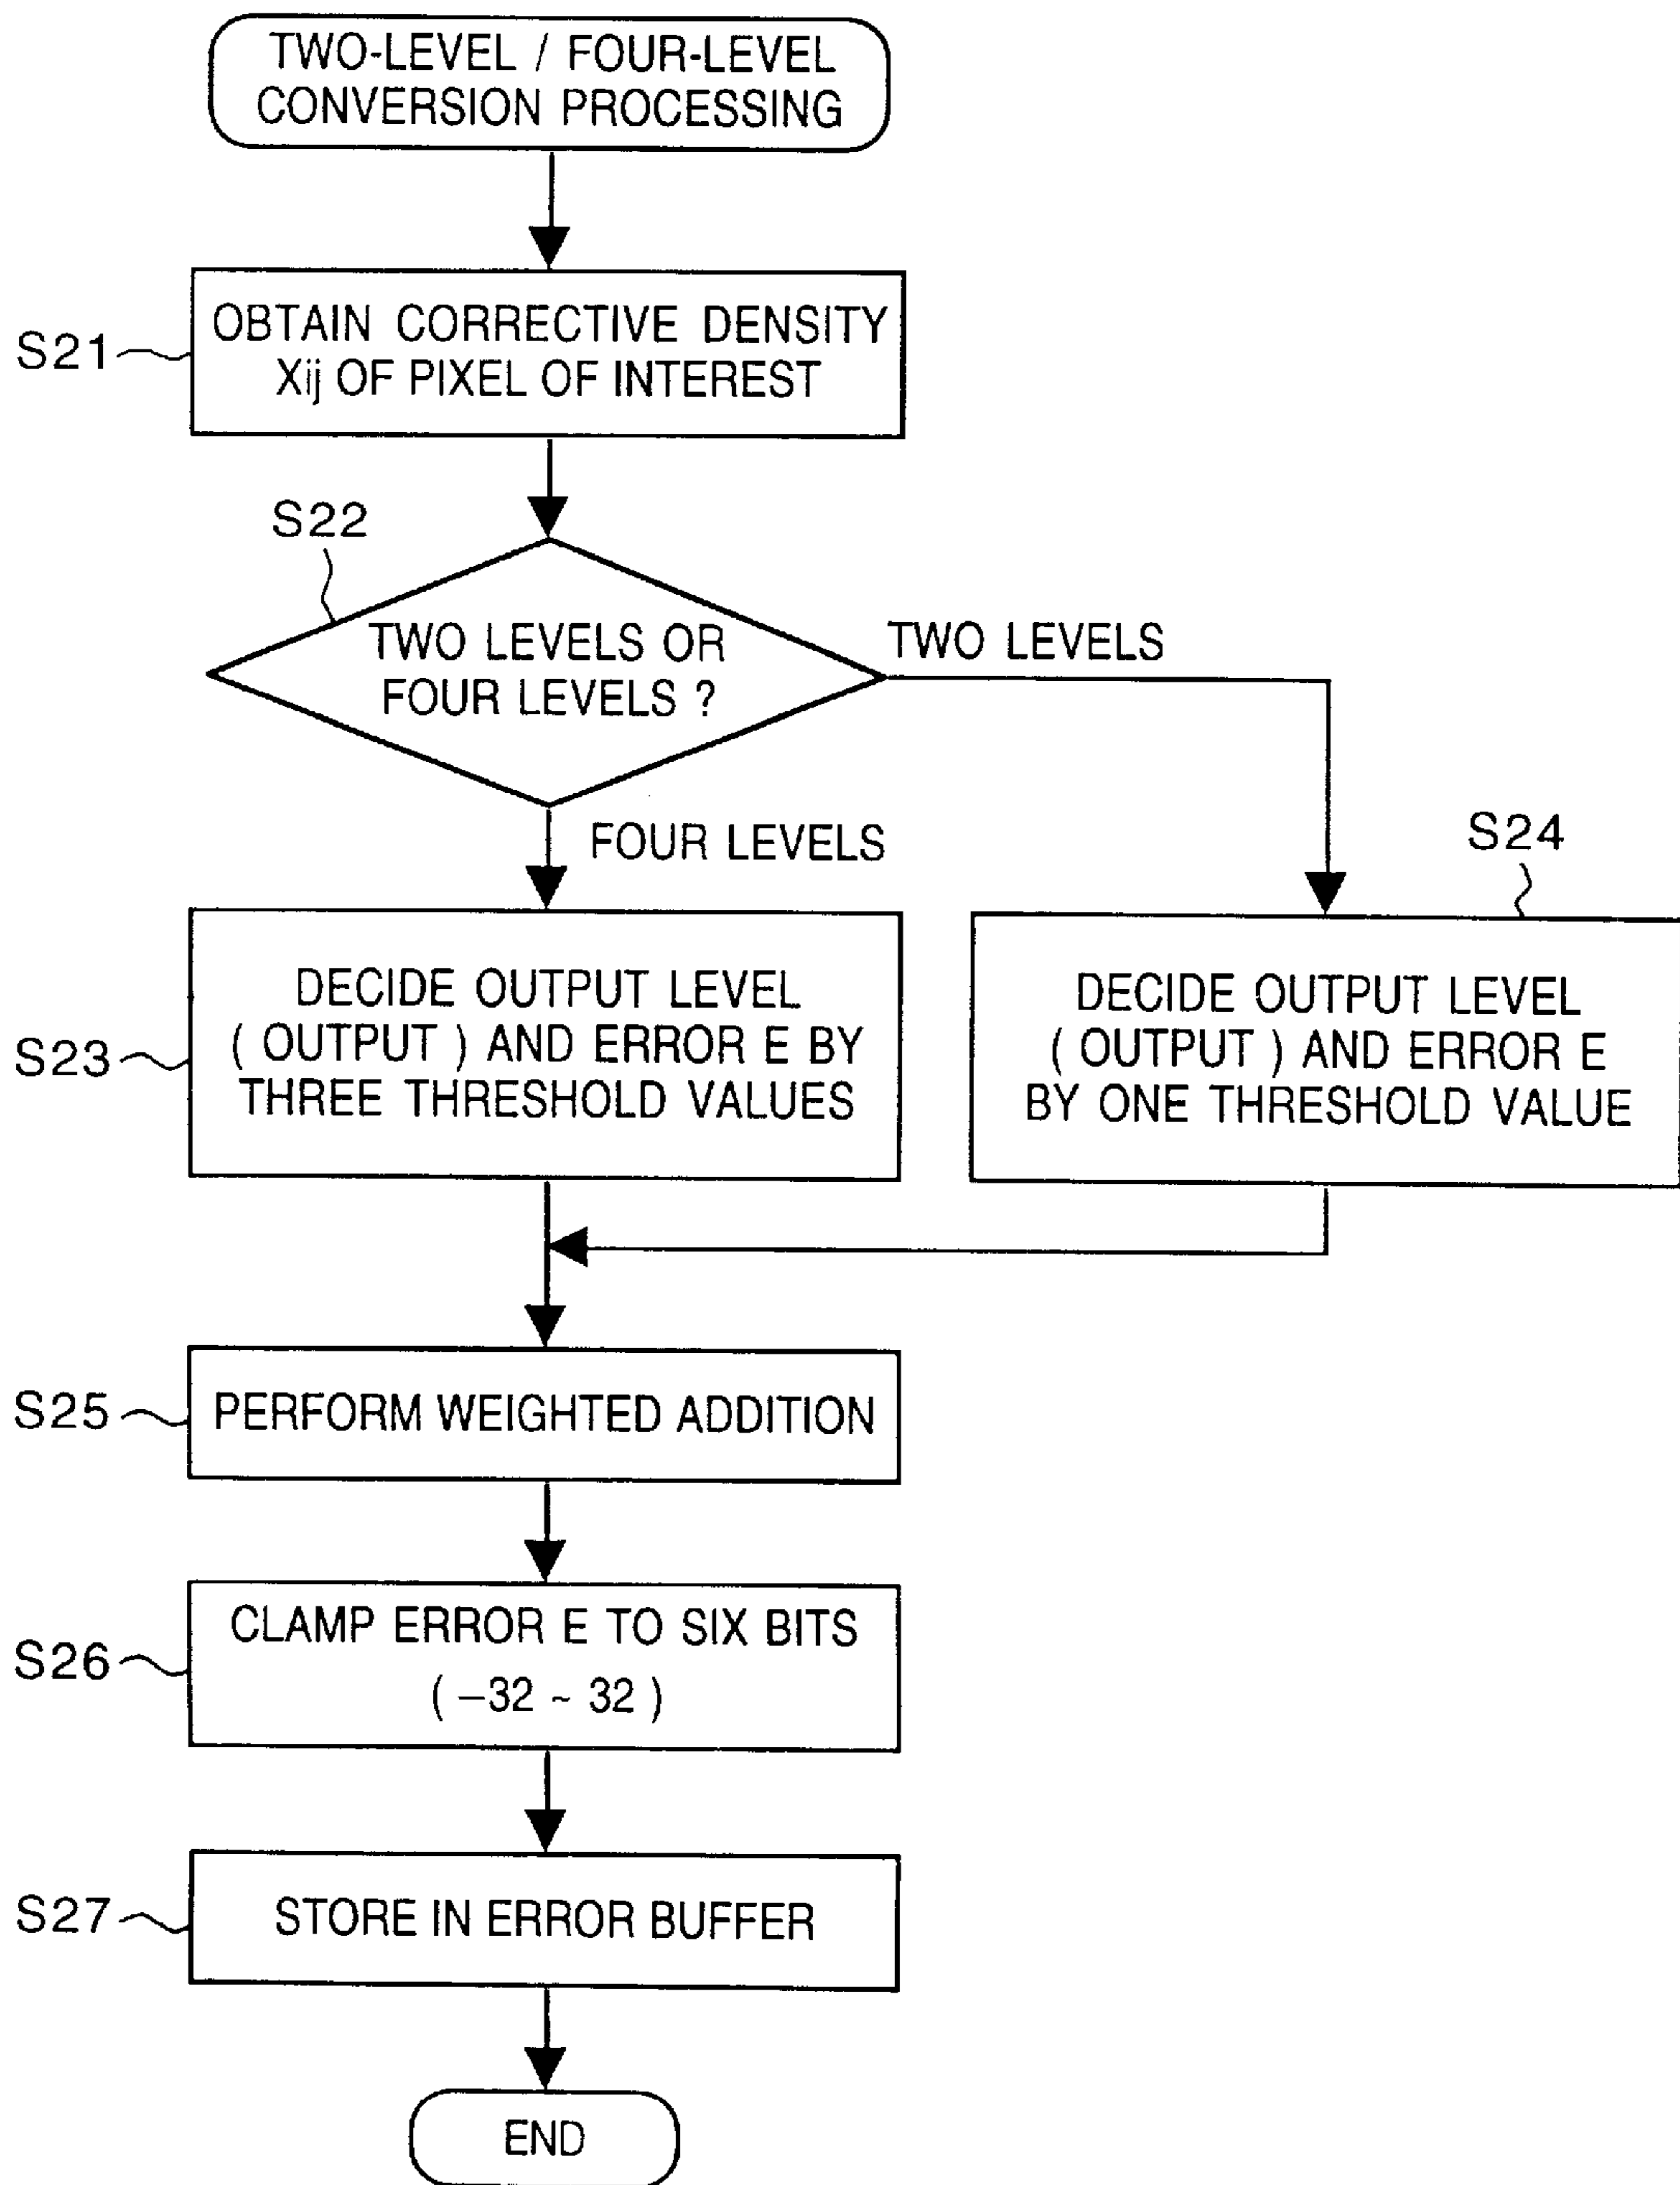 TWO-LEVEL / FOUR-LEVEL
CONVERSION PROCESSING
S21
OBTAIN CORRECTIVE DENSITY
Xij OF PIXEL OF INTEREST
S22
TWO LEVELS OR
FOUR LEVELS ?
TWO LEVELS
FOUR LEVELS
S23
DECIDE OUTPUT LEVEL
( OUTPUT ) AND ERROR E BY
THREE THRESHOLD VALUES
S24
DECIDE OUTPUT LEVEL
( OUTPUT ) AND ERROR E
BY ONE THRESHOLD VALUE
S25
PERFORM WEIGHTED ADDITION
S26
CLAMP ERROR E TO SIX BITS
( –32 ~ 32 )
S27
STORE IN ERROR BUFFER
END